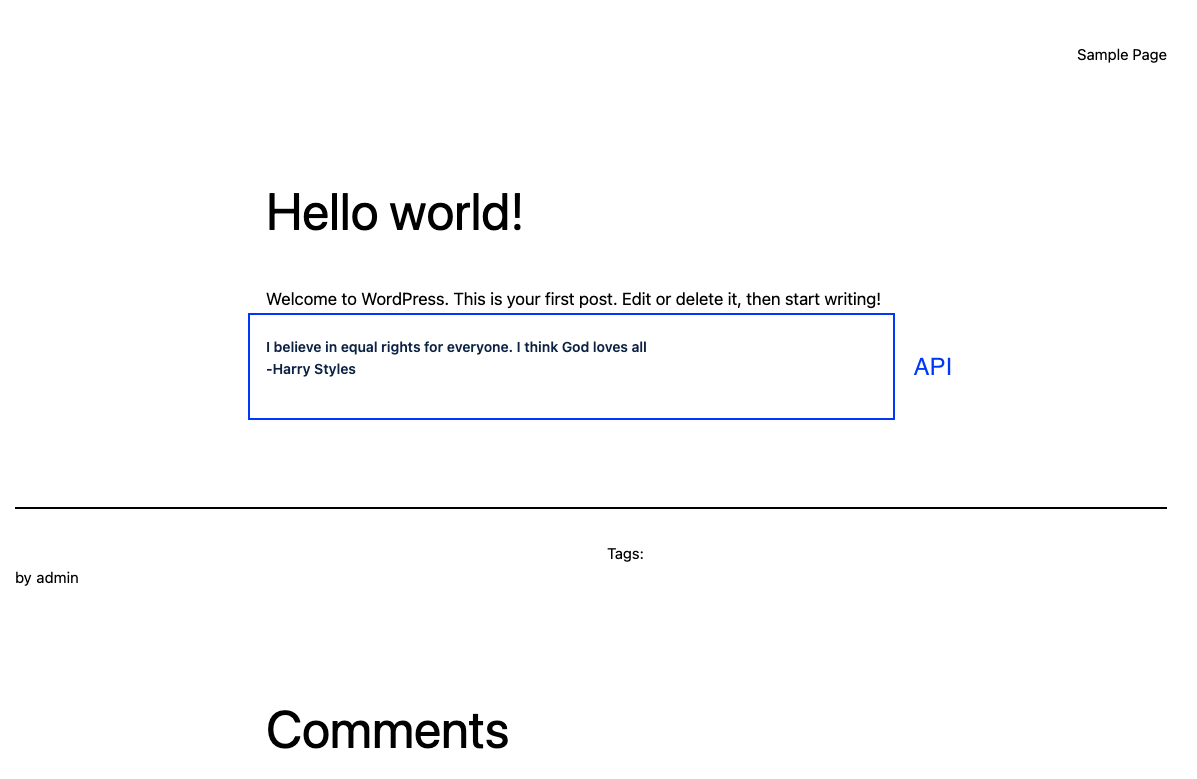 Sample Page
Hello world!
Welcome to WordPress. This is your first post. Edit or delete it, then start writing!
I believe in equal rights for everyone. I think God loves all
-Harry Styles
API
Tags:
by admin
Comments